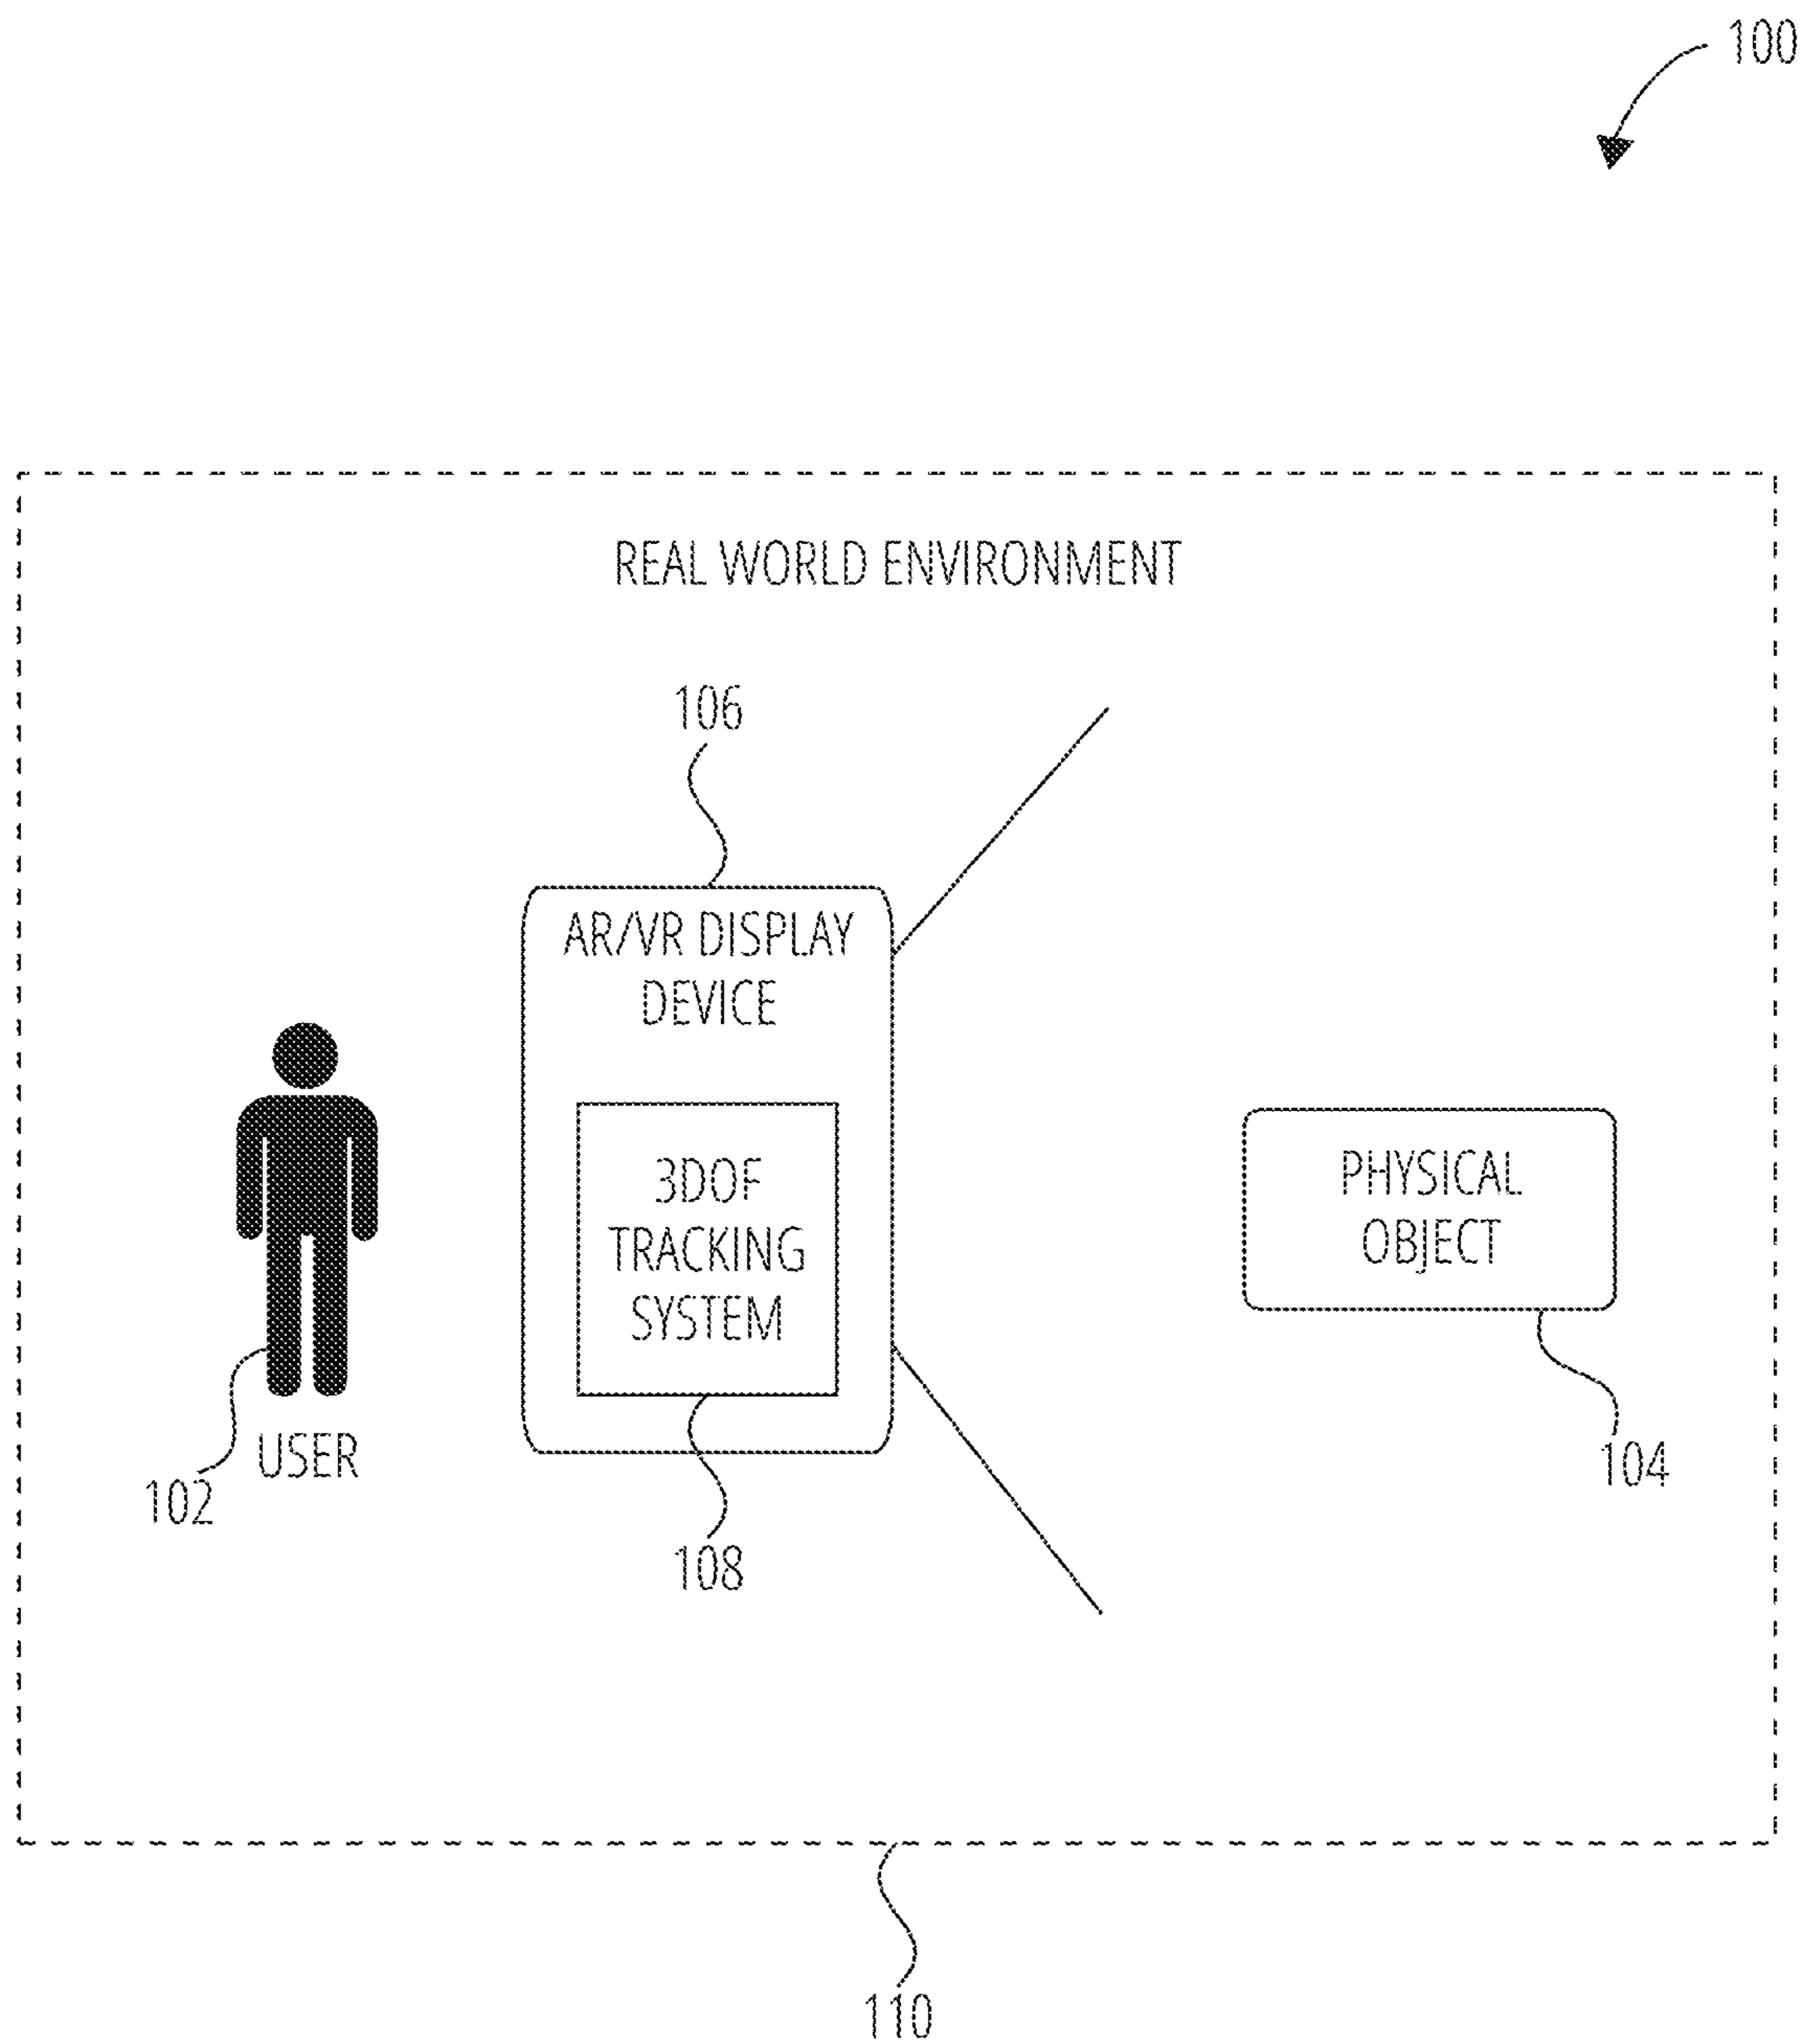 100
REAL WORLD ENVIRONMENT
106
AR/VR DISPLAY
DEVICE
3DOF
TRACKING
SYSTEM
PHYSICAL
OBJECT
USER
102
104
108
110